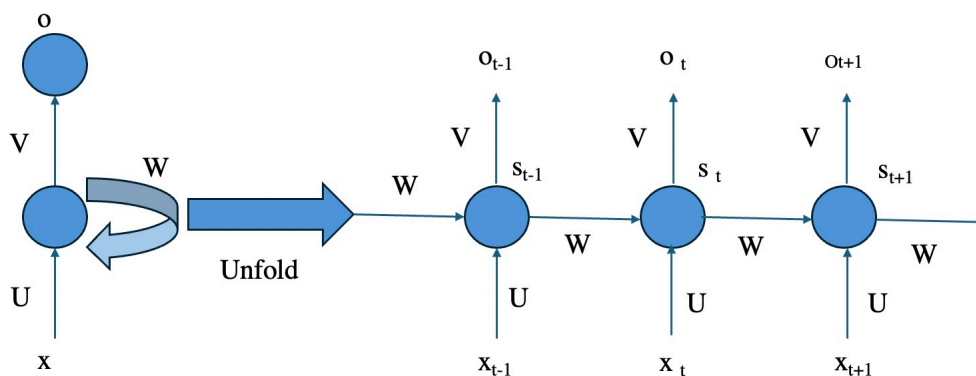 o
V
W
U
x
Unfold
W
o t-1
V
s t-1
W
U
x t-1
o t
V
s t
W
U
x t
Ot+1
V
s t+1
W
U
x t+1